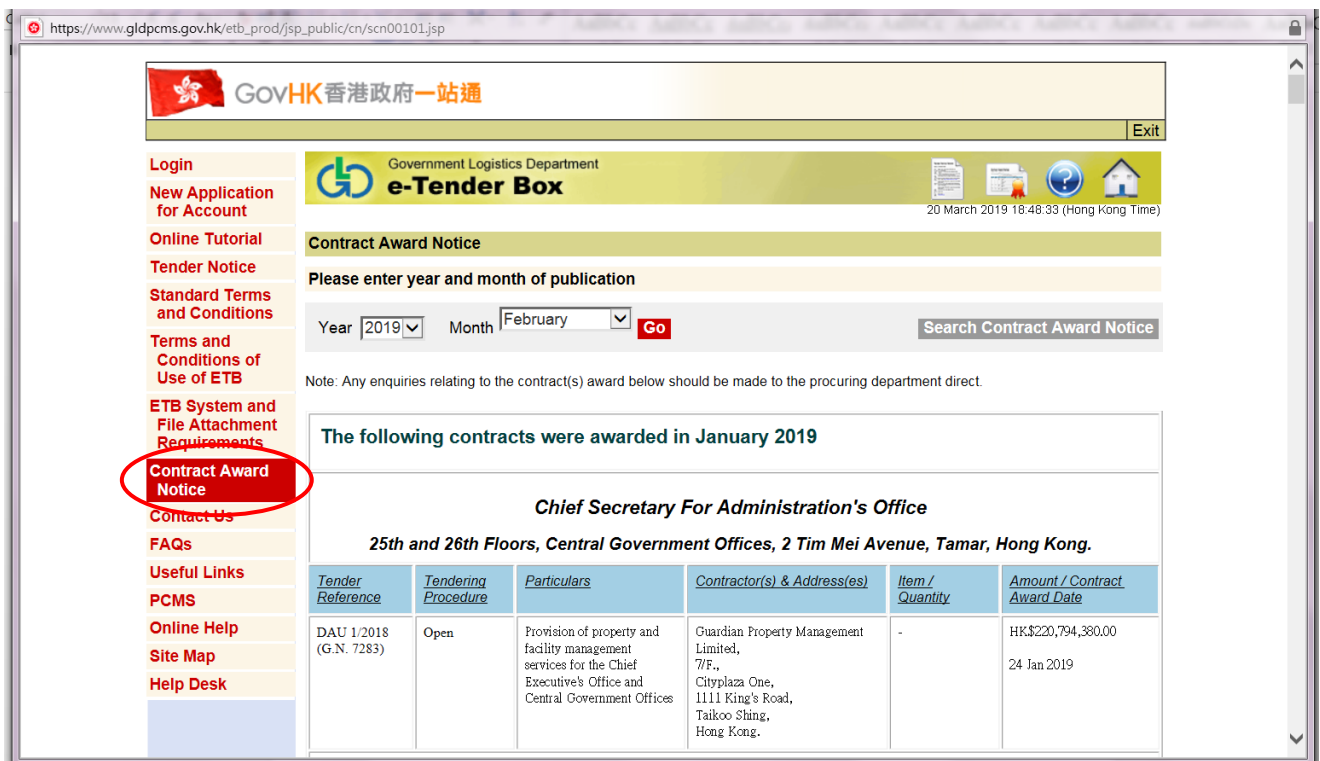 https://www.gldpcms.gov.hk/etb_prod/jsp_public/cn/scn00101.jsp
GovHK香港政府一站通
Exit
Login
New Application
for Account
Online Tutorial
Tender Notice
Standard Terms
and Conditions
Terms and
Conditions of
Use of ETB
ETB System and
File Attachment
Requirements
Contract Award
Notice
Contact Us
FAQs
Useful Links
PCMS
Online Help
Site Map
Help Desk
Government Logistics Department
e-Tender Box
20 March 2019 18:48:33 (Hong Kong Time)
Contract Award Notice
Please enter year and month of publication
Year 2019 Month February Go Search Contract Award Notice
Note: Any enquiries relating to the contract(s) award below should be made to the procuring department direct.
The following contracts were awarded in January 2019
Chief Secretary For Administration's Office
25th and 26th Floors, Central Government Offices, 2 Tim Mei Avenue, Tamar, Hong Kong.
Tender
Reference
Tendering
Procedure
Particulars
Contractor(s) & Address(es)
Item /
Quantity
Amount / Contract
Award Date
DAU 1/2018
(G.N. 7283)
Open
Provision of property and
facility management
services for the Chief
Executive's Office and
Central Government Offices
Guardian Property Management
Limited,
7/F.,
Cityplaza One,
1111 King's Road,
Taikoo Shing,
Hong Kong.
-
HK$220,794,380.00
24 Jan 2019